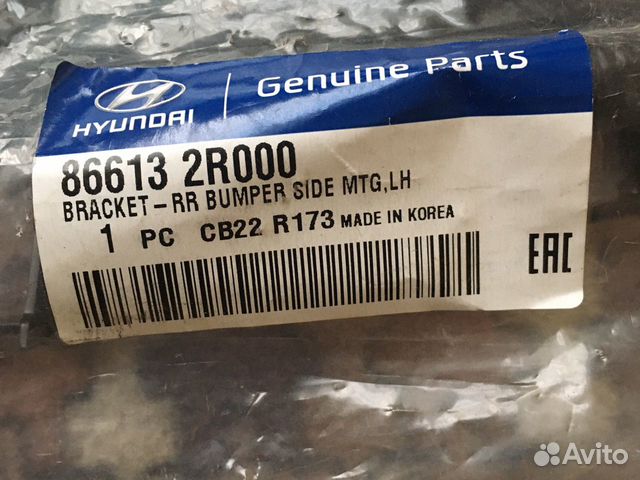 HYUNDAI
Genuine Parts
86613 2R000
BRACKET-RR BUMPER SIDE MTG,LH
1 PC CB22 R173 MADE IN KOREA
EAC
Avito